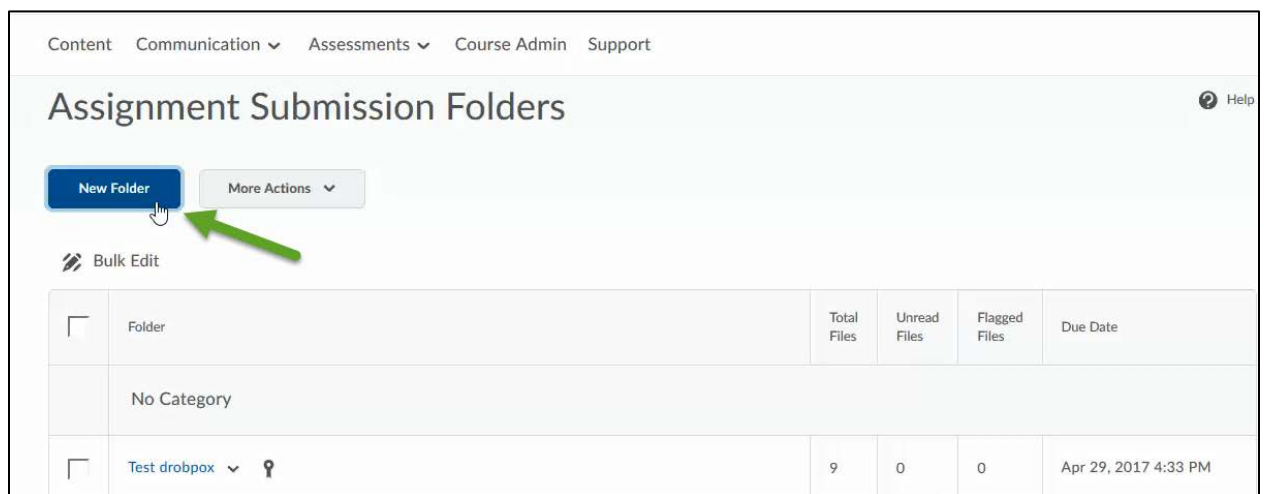 Content Communication Assessments Course Admin Support
Assignment Submission Folders
Help
New Folder More Actions
Bulk Edit
Folder Total Files Unread Files Flagged Files Due Date
No Category
Test drobpox 9 0 0 Apr 29, 2017 4:33 PM